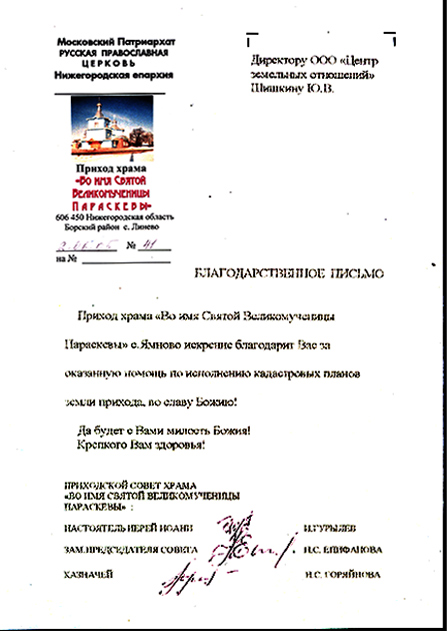 Московский Патриархат
РУССКАЯ ПРАВОСЛАВНАЯ
ЦЕРКОВЬ
Нижегородская епархия
Приход храма
«ВО ИМЯ СВЯТОЙ
ВЕЛИКОМУЧЕНИЦЫ
ПАРАСКЕВЫ»
606 450 Нижегородская область
Борский район с. Линево
№ 41
на №
Директору ООО «Центр
земельных отношений»
Шишкину Ю.В.
БЛАГОДАРСТВЕННОЕ ПИСЬМО
Приход храма «Во имя Святой Великомученицы
Параскевы» с. Ямново искренне благодарит Вас за
оказанную помощь по исполнению кадастровых планов
земли прихода, во славу Божию!
Да будет с Вами милость Божия!
Крепкого Вам здоровья!
ПРИХОДСКОЙ СОВЕТ ХРАМА
«ВО ИМЯ СВЯТОЙ ВЕЛИКОМУЧЕНИЦЫ
ПАРАСКЕВЫ» :
НАСТОЯТЕЛЬ ИЕРЕЙ ИОАНН И.ГУРЫЛЕВ
ЗАМ.ПРЕДСЕДАТЕЛЯ СОВЕТА Н.С. ЕПИФАНОВА
КАЗНАЧЕЙ Н.С. ГОРЯЙНОВА